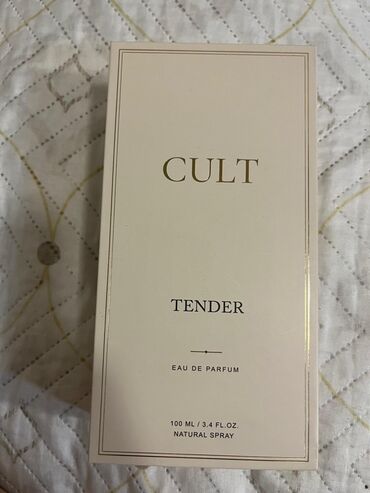 CULT
TENDER
EAU DE PARFUM
100 ML / 3.4 FL.OZ.
NATURAL SPRAY